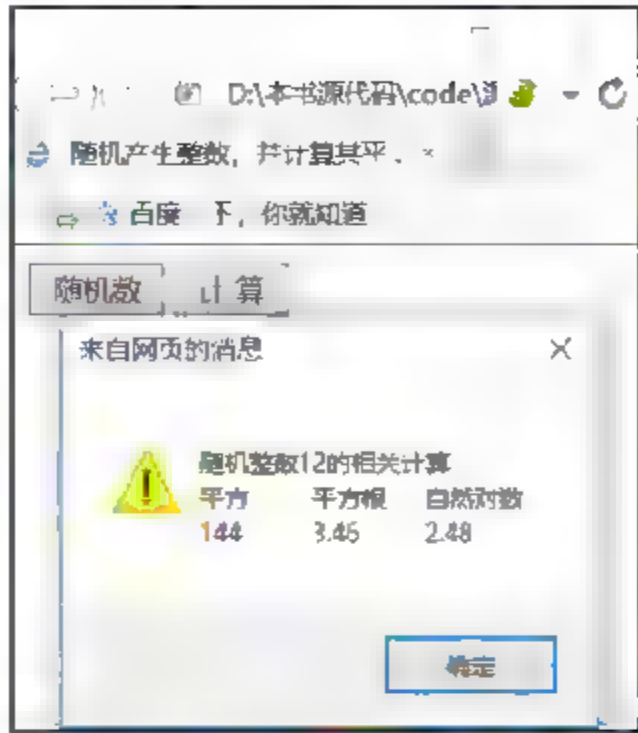 D:\本书源代码\code\
随机产生整数，并计算其平. ×
百度 下，你就知道
随机数 计算
来自网页的消息
随机整数12的相关计算
平方 平方根 自然对数
144 3.46 2.48
确定